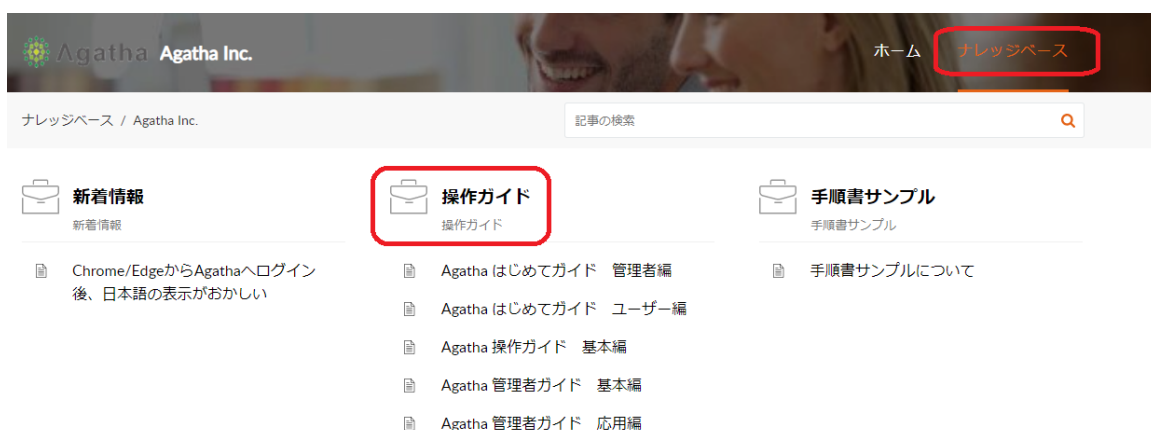 Agatha Agatha Inc.
ホーム
ナレッジベース
ナレッジベース / Agatha Inc.
記事の検索
新着情報
新着情報
Chrome/EdgeからAgathaへログイン
後、日本語の表示がおかしい
操作ガイド
操作ガイド
Agatha はじめてガイド 管理者編
Agatha はじめてガイド ユーザー編
Agatha 操作ガイド 基本編
Agatha 管理者ガイド 基本編
Agatha 管理者ガイド 応用編
手順書サンプル
手順書サンプル
手順書サンプルについて